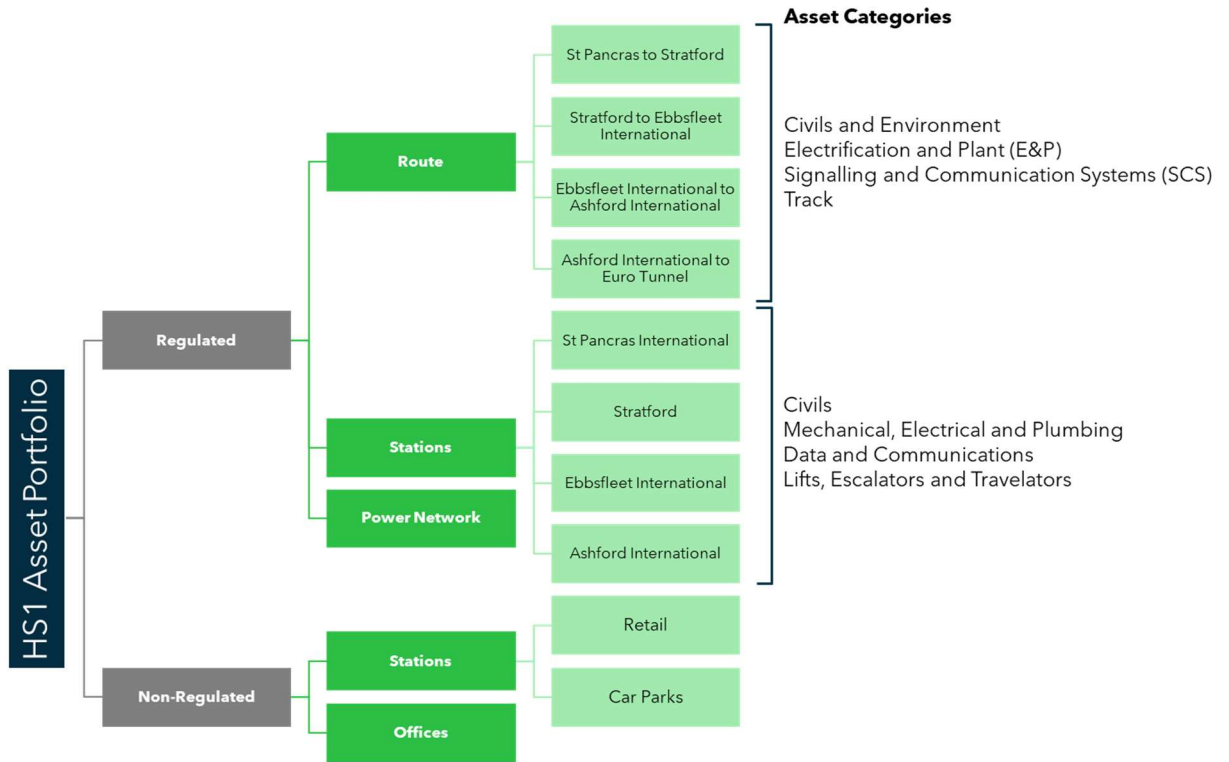 Asset Categories
HS1 Asset Portfolio
Regulated
Route
St Pancras to Stratford
Stratford to Ebbsfleet
International
Ebbsfleet International to
Ashford International
Ashford International to
Euro Tunnel
Civils and Environment
Electrification and Plant (E&P)
Signalling and Communication Systems (SCS)
Track
Stations
St Pancras International
Stratford
Ebbsfleet International
Ashford International
Civils
Mechanical, Electrical and Plumbing
Data and Communications
Lifts, Escalators and Travelators
Power Network
Non-Regulated
Stations
Retail
Car Parks
Offices